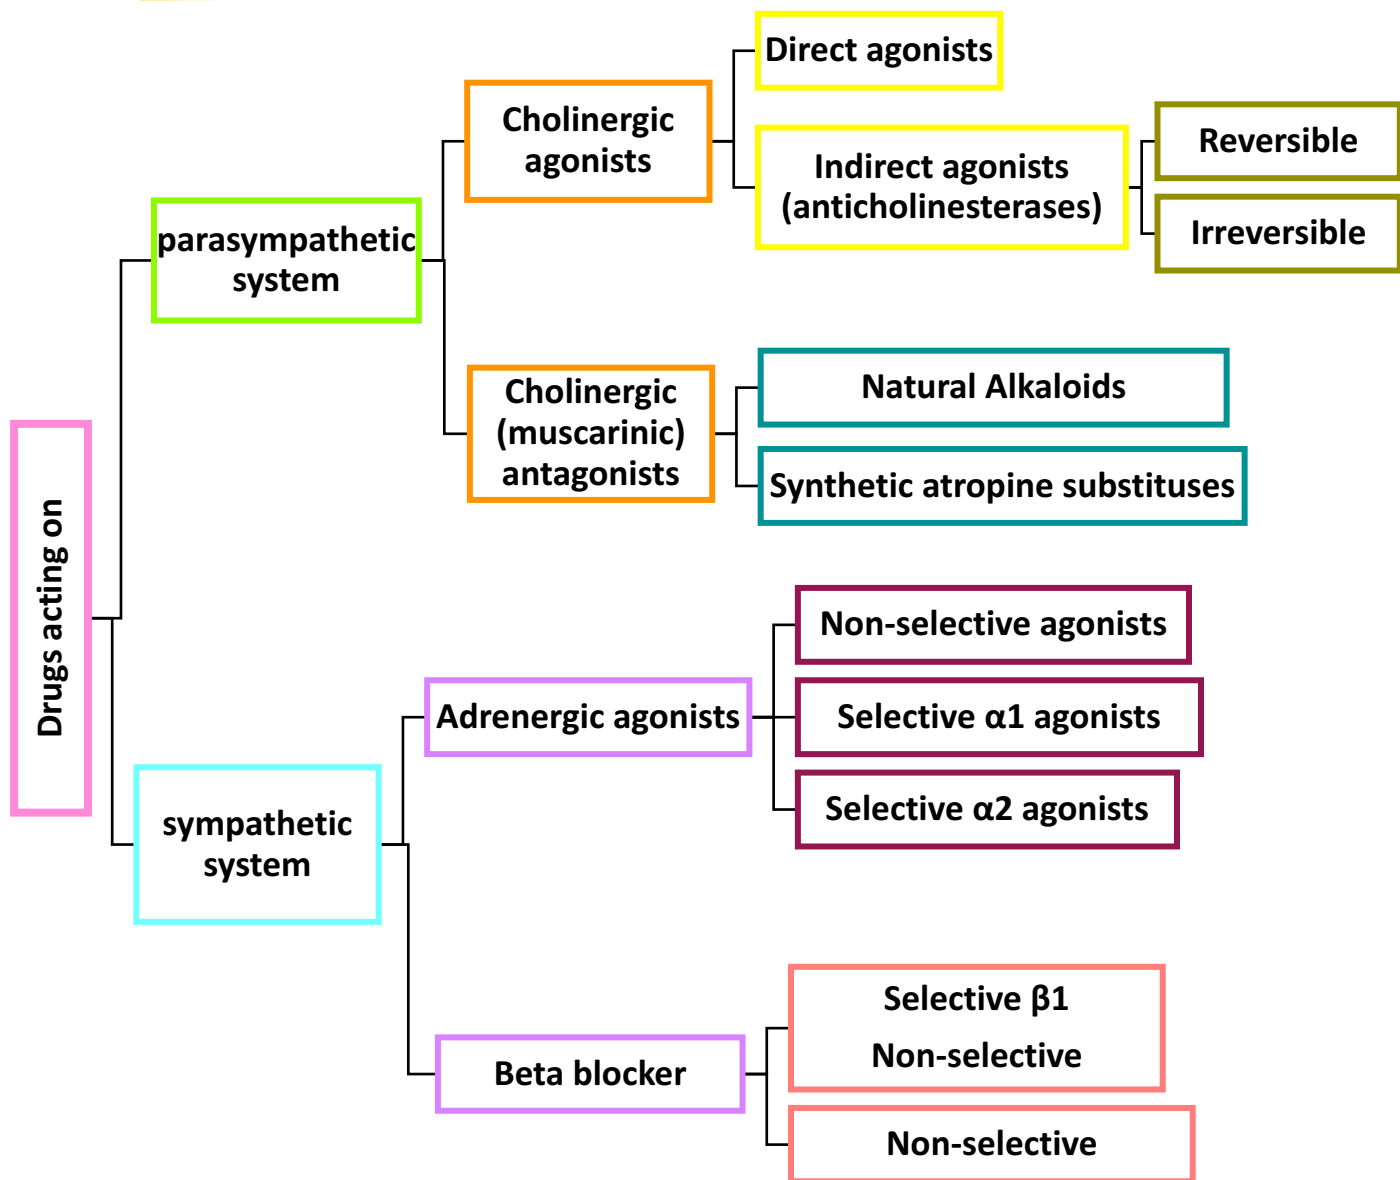 Drugs acting on
parasympathetic
system
Cholinergic
agonists
Direct agonists
Indirect agonists
(anticholinesterases)
Reversible
Irreversible
Cholinergic
(muscarinic)
antagonists
Natural Alkaloids
Synthetic atropine substituses
sympathetic
system
Adrenergic agonists
Non-selective agonists
Selective α1 agonists
Selective α2 agonists
Beta blocker
Selective β1
Non-selective
Non-selective